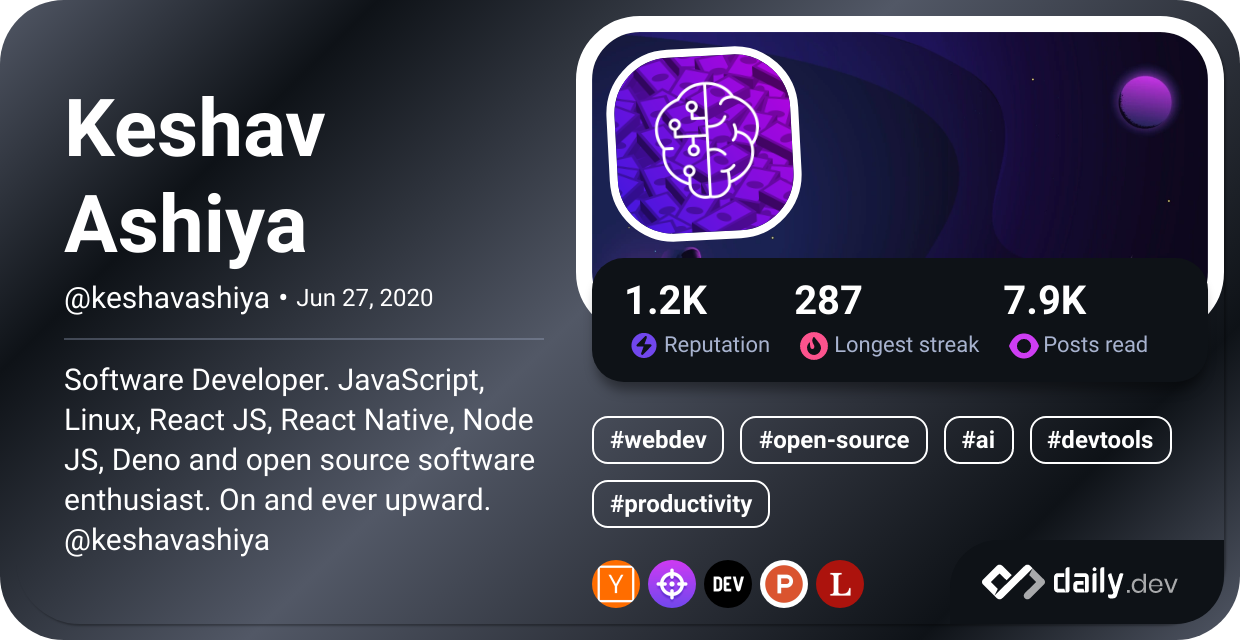 Keshav
Ashiya
@keshavashiya • Jun 27, 2020
Software Developer. JavaScript,
Linux, React JS, React Native, Node
JS, Deno and open source software
enthusiast. On and ever upward.
@keshavashiya
1.2K 287 7.9K
Reputation Longest streak Posts read
#webdev #open-source #ai #devtools
#productivity
Y DEV P L
daily.dev